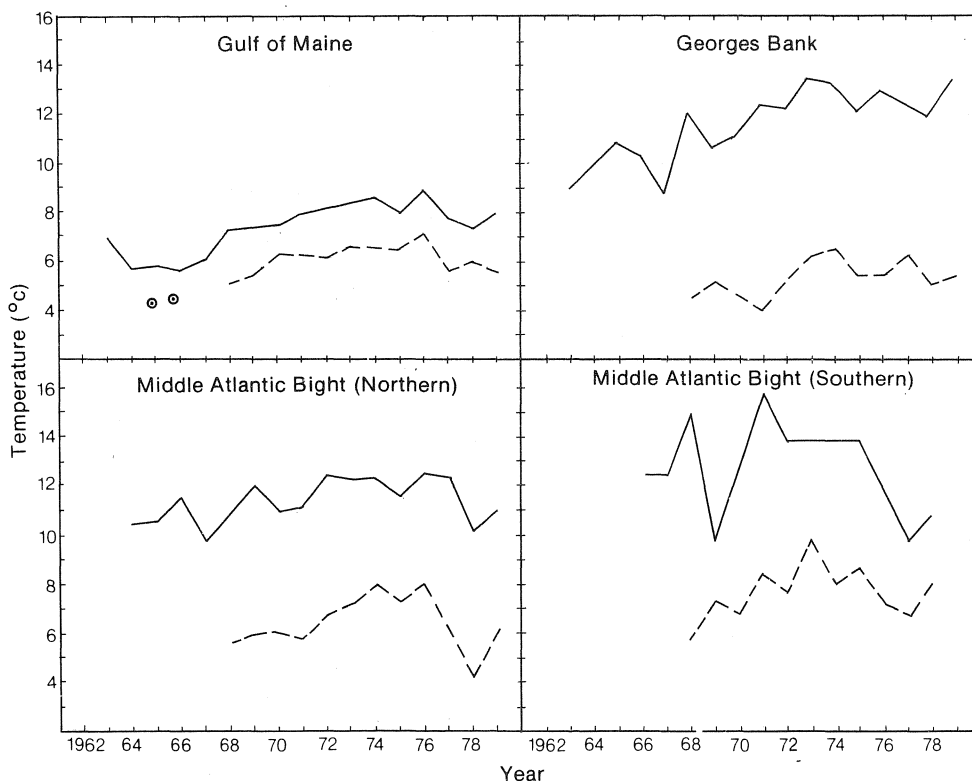 Gulf of Maine
Georges Bank
16
14
12
10
8
6
4
Middle Atlantic Bight (Northern)
Middle Atlantic Bight (Southern)
16
14
12
10
8
6
4
Temperature (°c)
1962 64 66 68 70 72 74 76 78
1962 64 66 68 70 72 74 76 78
Year